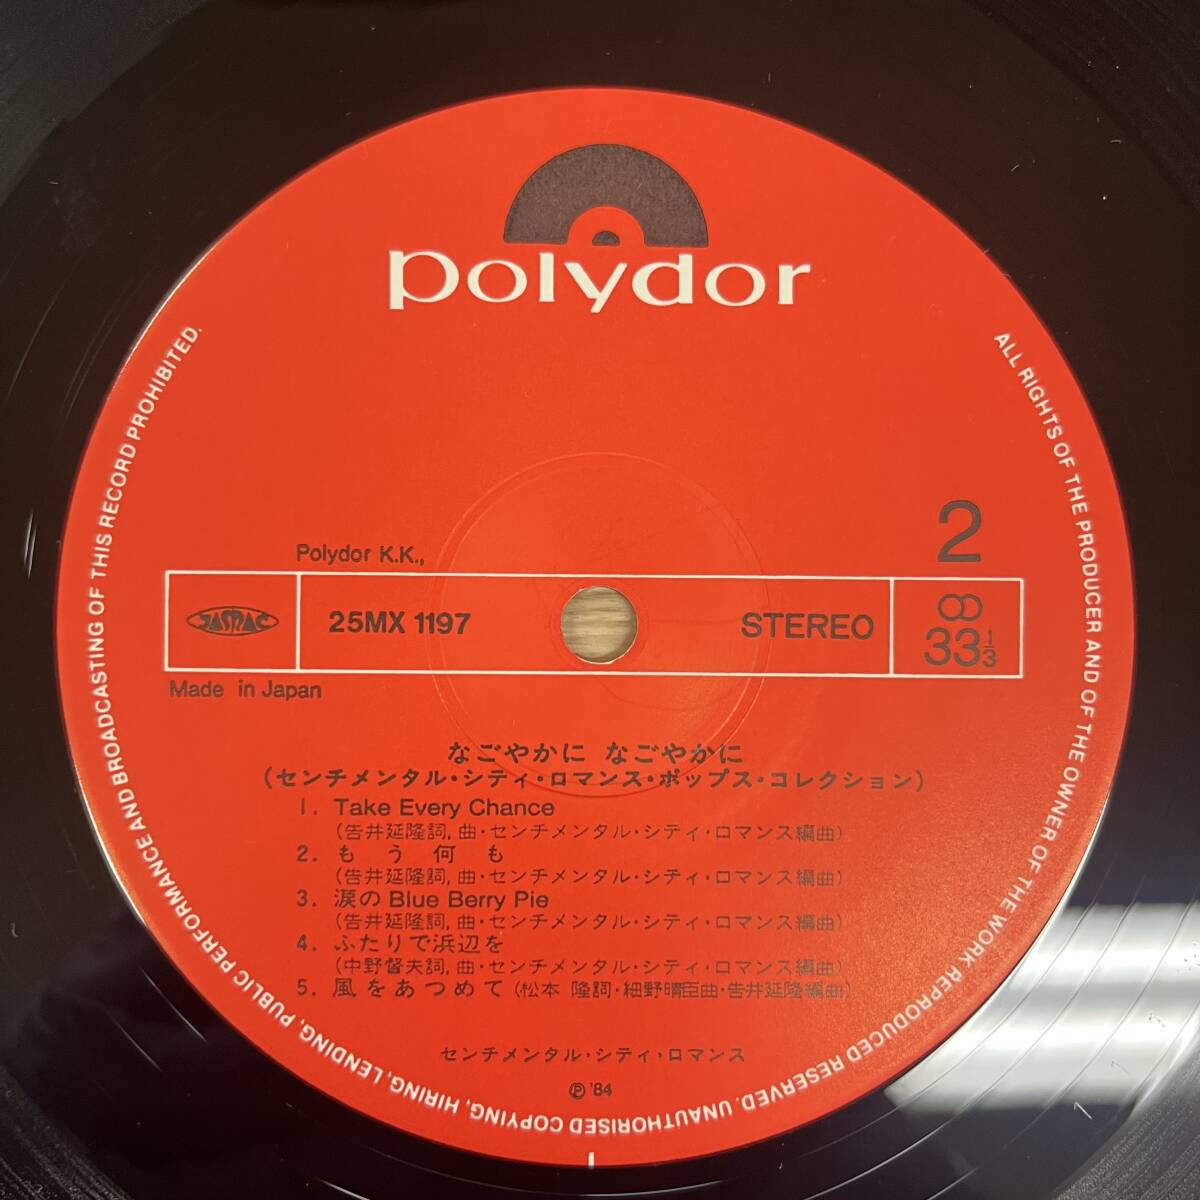 polydor
2
Polydor K.K.,
JASRAC
25MX 1197
STEREO
33 1/3
Made in Japan
なごやかに なごやかに
(センチメンタル・シティ・ロマンス・ポップス・コレクション)
1. Take Every Chance
(告井延隆詞, 曲・センチメンタル・シティ・ロマンス編曲)
2. もう何も
(告井延隆詞, 曲・センチメンタル・シティ・ロマンス編曲)
3. 涙の Blue Berry Pie
(告井延隆詞, 曲・センチメンタル・シティ・ロマンス編曲)
4. ふたりで浜辺を
(中野督夫詞, 曲・センチメンタル・シティ・ロマンス編曲)
5. 風をあつめて (松本 隆詞・細野晴臣曲・告井延隆編曲)
センチメンタル・シティ・ロマンス
Ⓟ '84
ALL RIGHTS OF THE PRODUCER AND OF THE OWNER OF THE WORK REPRODUCED RESERVED. UNAUTHORISED COPYING, HIRING, LENDING, PUBLIC PERFORMANCE AND BROADCASTING OF THIS RECORD PROHIBITED.